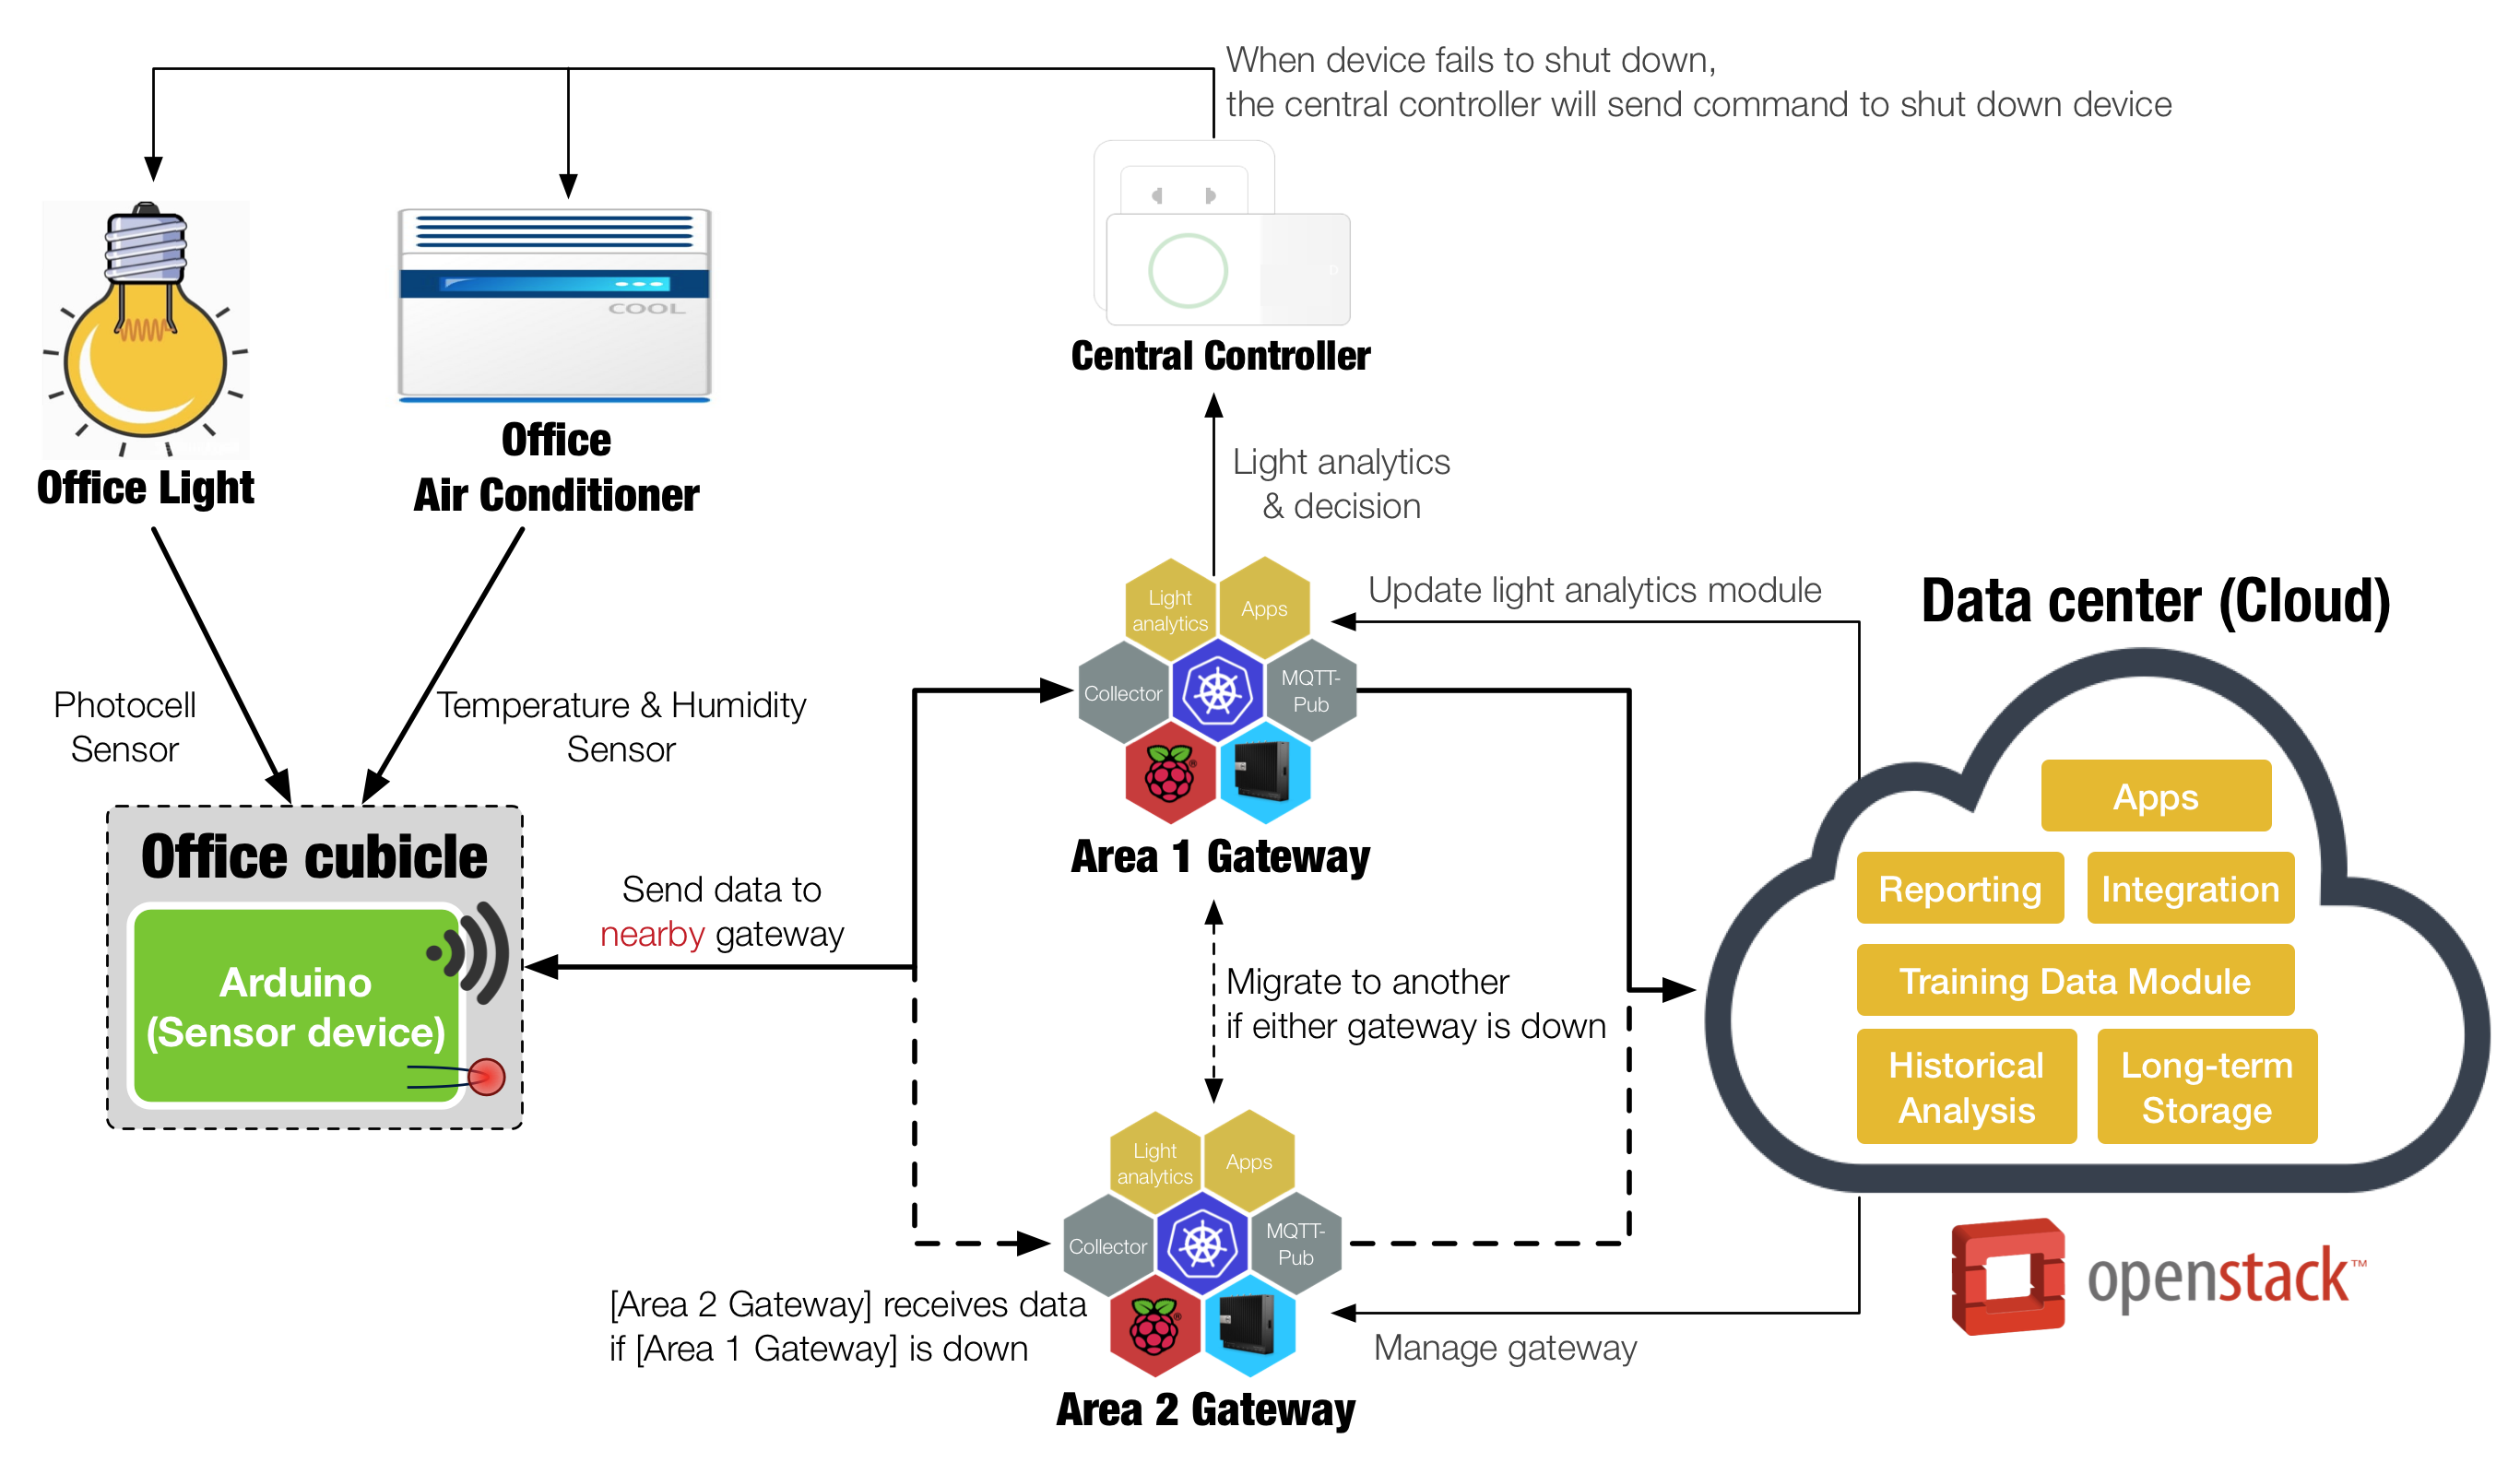 When device fails to shut down,
the central controller will send command to shut down device
COOL
Central Controller
Office Light
Office
Air Conditioner
Light analytics
& decision
Photocell
Sensor
Temperature & Humidity
Sensor
Light
analytics
Apps
Collector
MQTT-
Pub
Area 1 Gateway
Update light analytics module
Data center (Cloud)
Apps
Reporting
Integration
Training Data Module
Historical
Analysis
Long-term
Storage
Office cubicle
Arduino
(Sensor device)
Send data to
nearby gateway
Migrate to another
if either gateway is down
Light
analytics
Apps
Collector
MQTT-
Pub
[Area 2 Gateway] receives data
if [Area 1 Gateway] is down
Area 2 Gateway
Manage gateway
openstack™